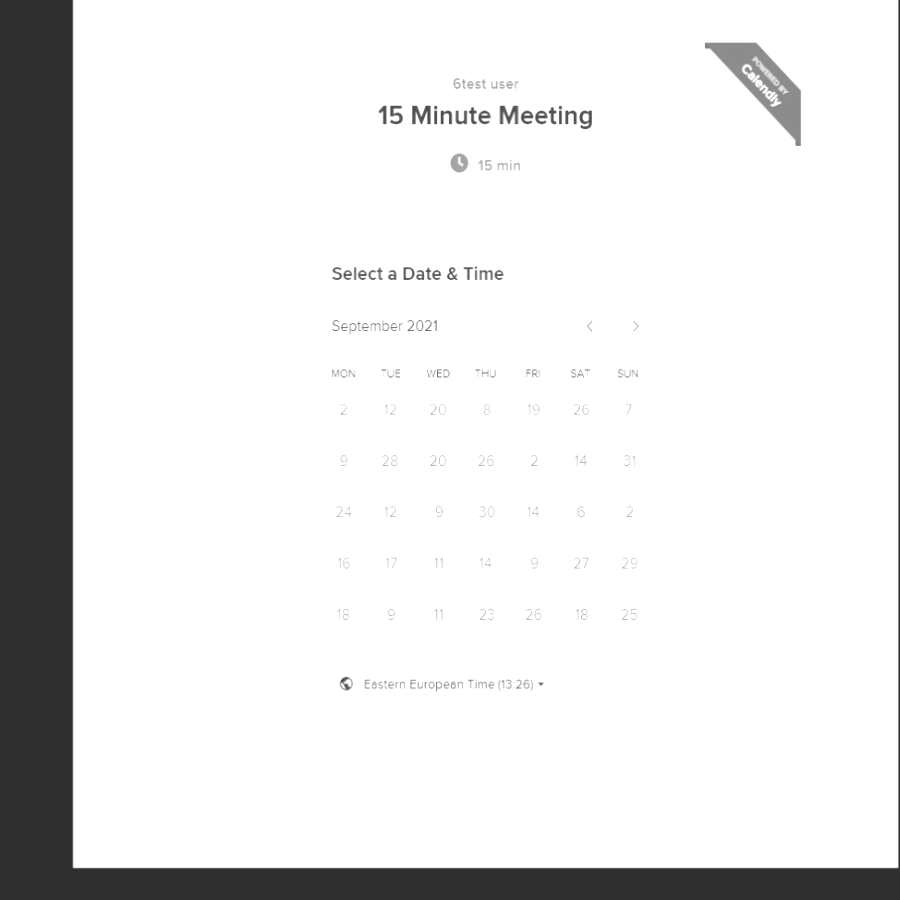 POWERED BY
Calendly
6test user
15 Minute Meeting
15 min
Select a Date & Time
September 2021
MON TUE WED THU FRI SAT SUN
2 12 20 8 19 26 7
9 28 20 26 2 14 31
24 12 9 30 14 6 2
16 17 11 14 9 27 29
18 9 11 23 26 18 25
Eastern European Time (13:26)